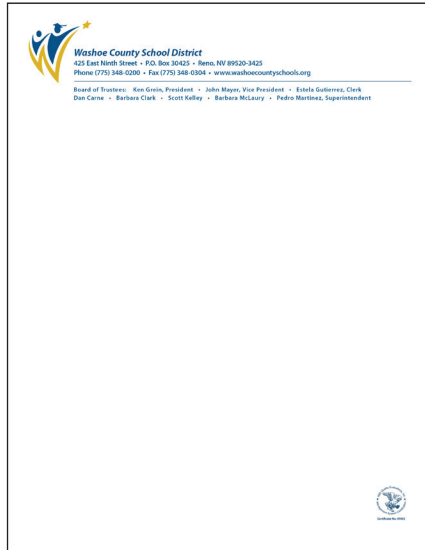 Washoe County School District
425 East Ninth Street • P.O. Box 30425 • Reno, NV 89520-3425
Phone (775) 348-0200 • Fax (775) 348-0304 • www.washoecountyschools.org
Board of Trustees: Ken Grein, President • John Mayer, Vice President • Estela Gutierrez, Clerk
Dan Carne • Barbara Clark • Scott Kelley • Barbara McLaury • Pedro Martinez, Superintendent